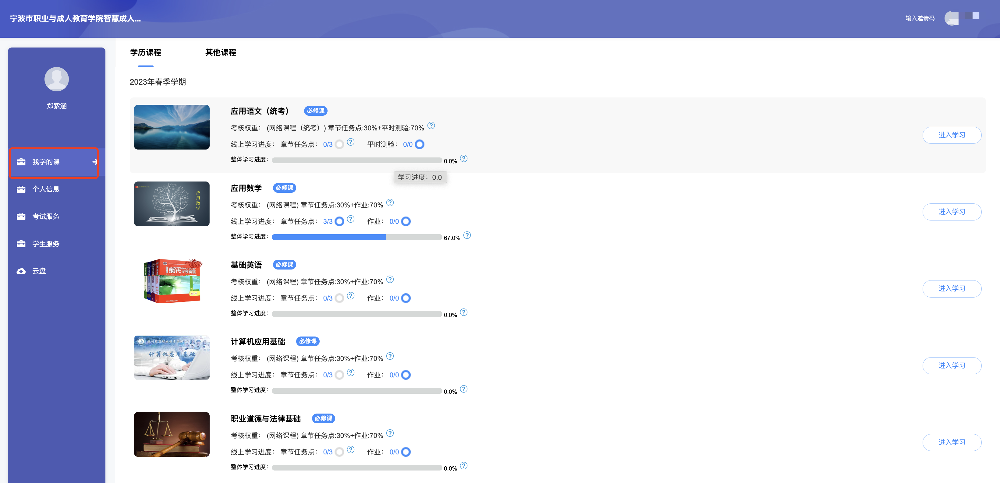 宁波市职业与成人教育学院智慧成人...
输入邀请码
郑紫涵
我学的课
个人信息
考试服务
学生服务
云盘
学历课程
其他课程
2023年春季学期
应用语文（统考） 必修课
考核权重： (网络课程（统考）) 章节任务点:30%+平时测验:70% ?
线上学习进度： 章节任务点： 0/3 ? 平时测验： 0/0
整体学习进度： 0.0% ?
进入学习
学习进度：0.0
应用数学
应用数学 必修课
考核权重： (网络课程) 章节任务点:30%+作业:70% ?
线上学习进度： 章节任务点： 3/3 ? 作业： 0/0
整体学习进度： 67.0% ?
进入学习
CONTEMPORARY
现代大学英语
基础英语 必修课
考核权重： (网络课程) 章节任务点:30%+作业:70% ?
线上学习进度： 章节任务点： 0/3 ? 作业： 0/0
整体学习进度： 0.0% ?
进入学习
计算机应用基础
计算机应用基础 必修课
考核权重： (网络课程) 章节任务点:30%+作业:70% ?
线上学习进度： 章节任务点： 0/3 ? 作业： 0/0
整体学习进度： 0.0% ?
进入学习
职业道德与法律基础 必修课
考核权重： (网络课程) 章节任务点:30%+作业:70% ?
线上学习进度： 章节任务点： 0/3 ? 作业： 0/0
整体学习进度： 0.0% ?
进入学习